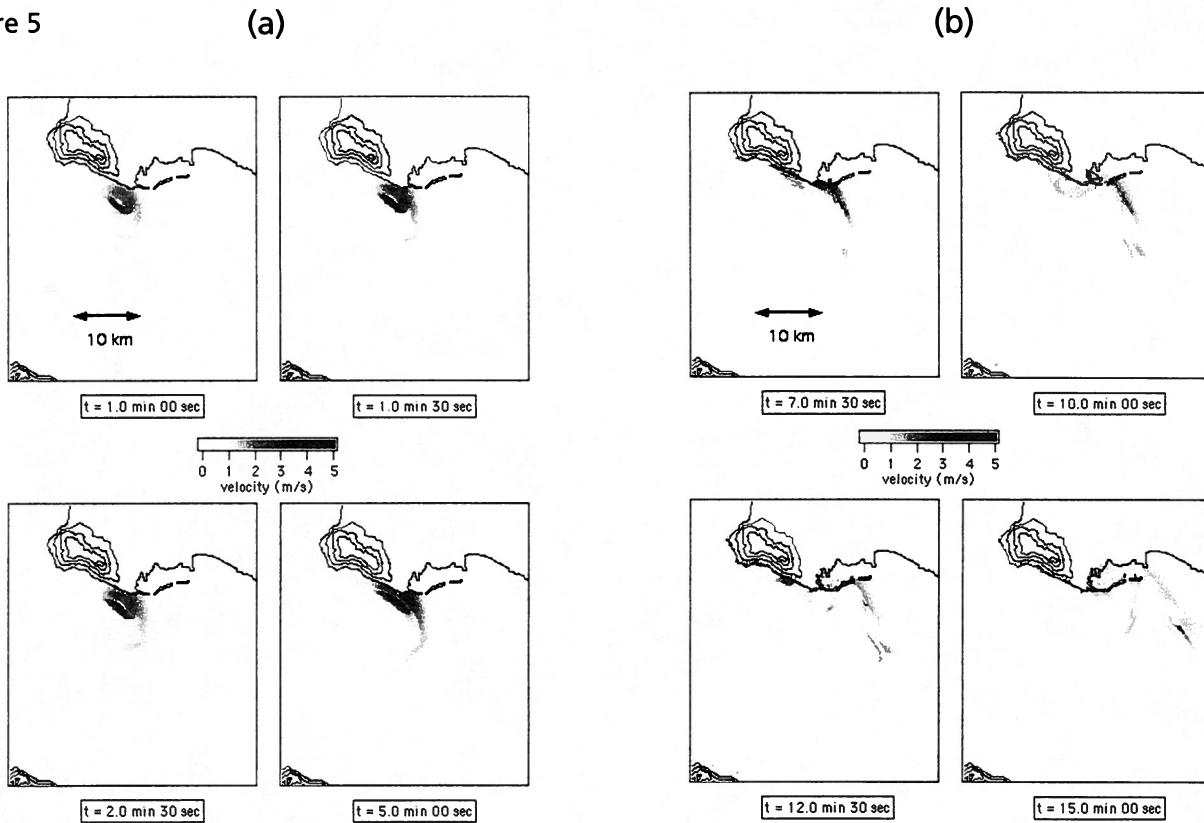 re 5
(a)
(b)
10 km
t = 1.0 min 00 sec
t = 1.0 min 30 sec
0 1 2 3 4 5
velocity (m/s)
t = 2.0 min 30 sec
t = 5.0 min 00 sec
10 km
t = 7.0 min 30 sec
t = 10.0 min 00 sec
0 1 2 3 4 5
velocity (m/s)
t = 12.0 min 30 sec
t = 15.0 min 00 sec